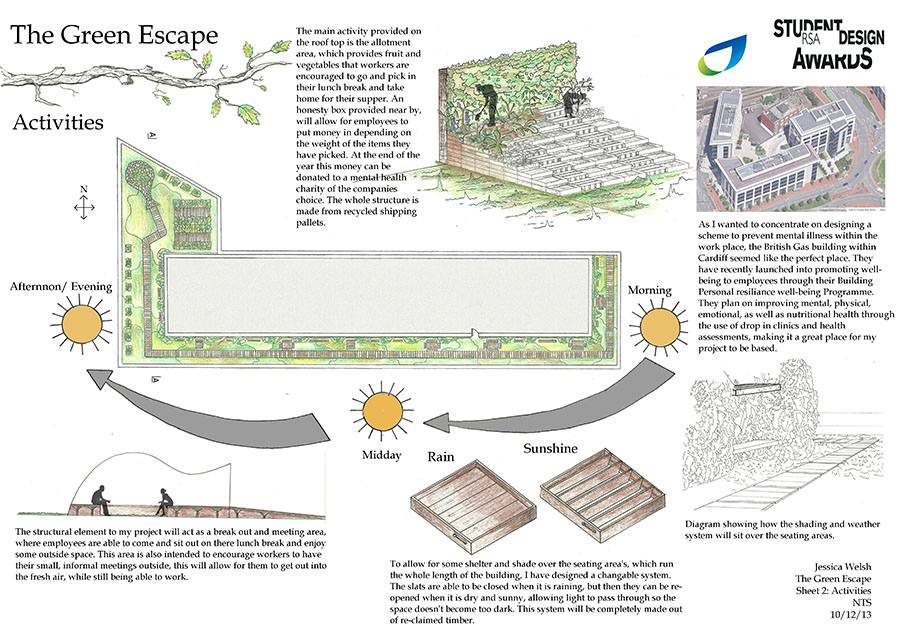 The Green Escape
Activities
The main activity provided on
the roof top is the allotment
area, which provides fruit and
vegetables that workers are
encouraged to go and pick in
their lunch break and take
home for their supper. An
honesty box provided near by,
will allow for employees to
put money in depending on
the weight of the items they
have picked. At the end of the
year this money can be
donated to a mental health
charity of the companies
choice. The whole structure is
made from recycled shipping
pallets.
STUDENT
RSA DESIGN
AWARDS
As I wanted to concentrate on designing a
scheme to prevent mental illness within the
work place, the British Gas building within
Cardiff seemed like the perfect place. They
have recently launched into promoting well-
being to employees through their Building
Personal resiliance well-being Programme.
They plan on improving mental, physical,
emotional, as well as nutritional health through
the use of drop in clinics and health
assessments, making it a great place for my
project to be based.
A
N
Afternnon/ Evening
Morning
A
Midday
Rain
Sunshine
The structural element to my project will act as a break out and meeting area,
where employees are able to come and sit out on there lunch break and enjoy
some outside space. This area is also intended to encourage workers to have
their small, informal meetings outside, this will allow for them to get out into
the fresh air, while still being able to work.
To allow for some shelter and shade over the seating area's, which run
the whole length of the building, I have designed a changable system.
The slats are able to be closed when it is raining, but then they can be re-
opened when it is dry and sunny, allowing light to pass through so the
space doesn't become too dark. This system will be completely made out
of re-claimed timber.
Diagram showing how the shading and weather
system will sit over the seating areas.
Jessica Welsh
The Green Escape
Sheet 2: Activities
NTS
10/12/13